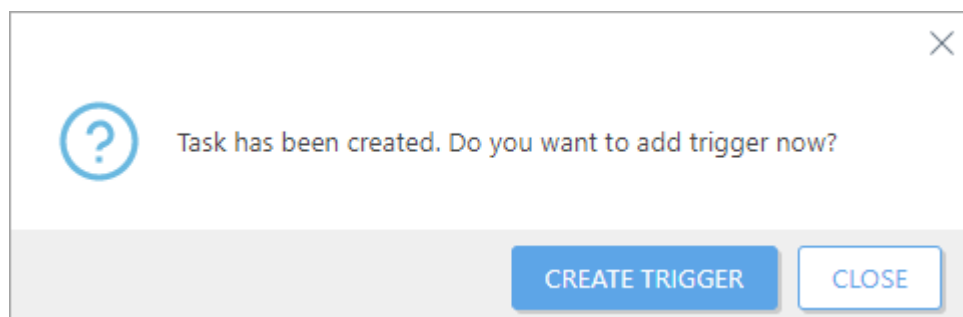 Task has been created. Do you want to add trigger now?
CREATE TRIGGER
CLOSE